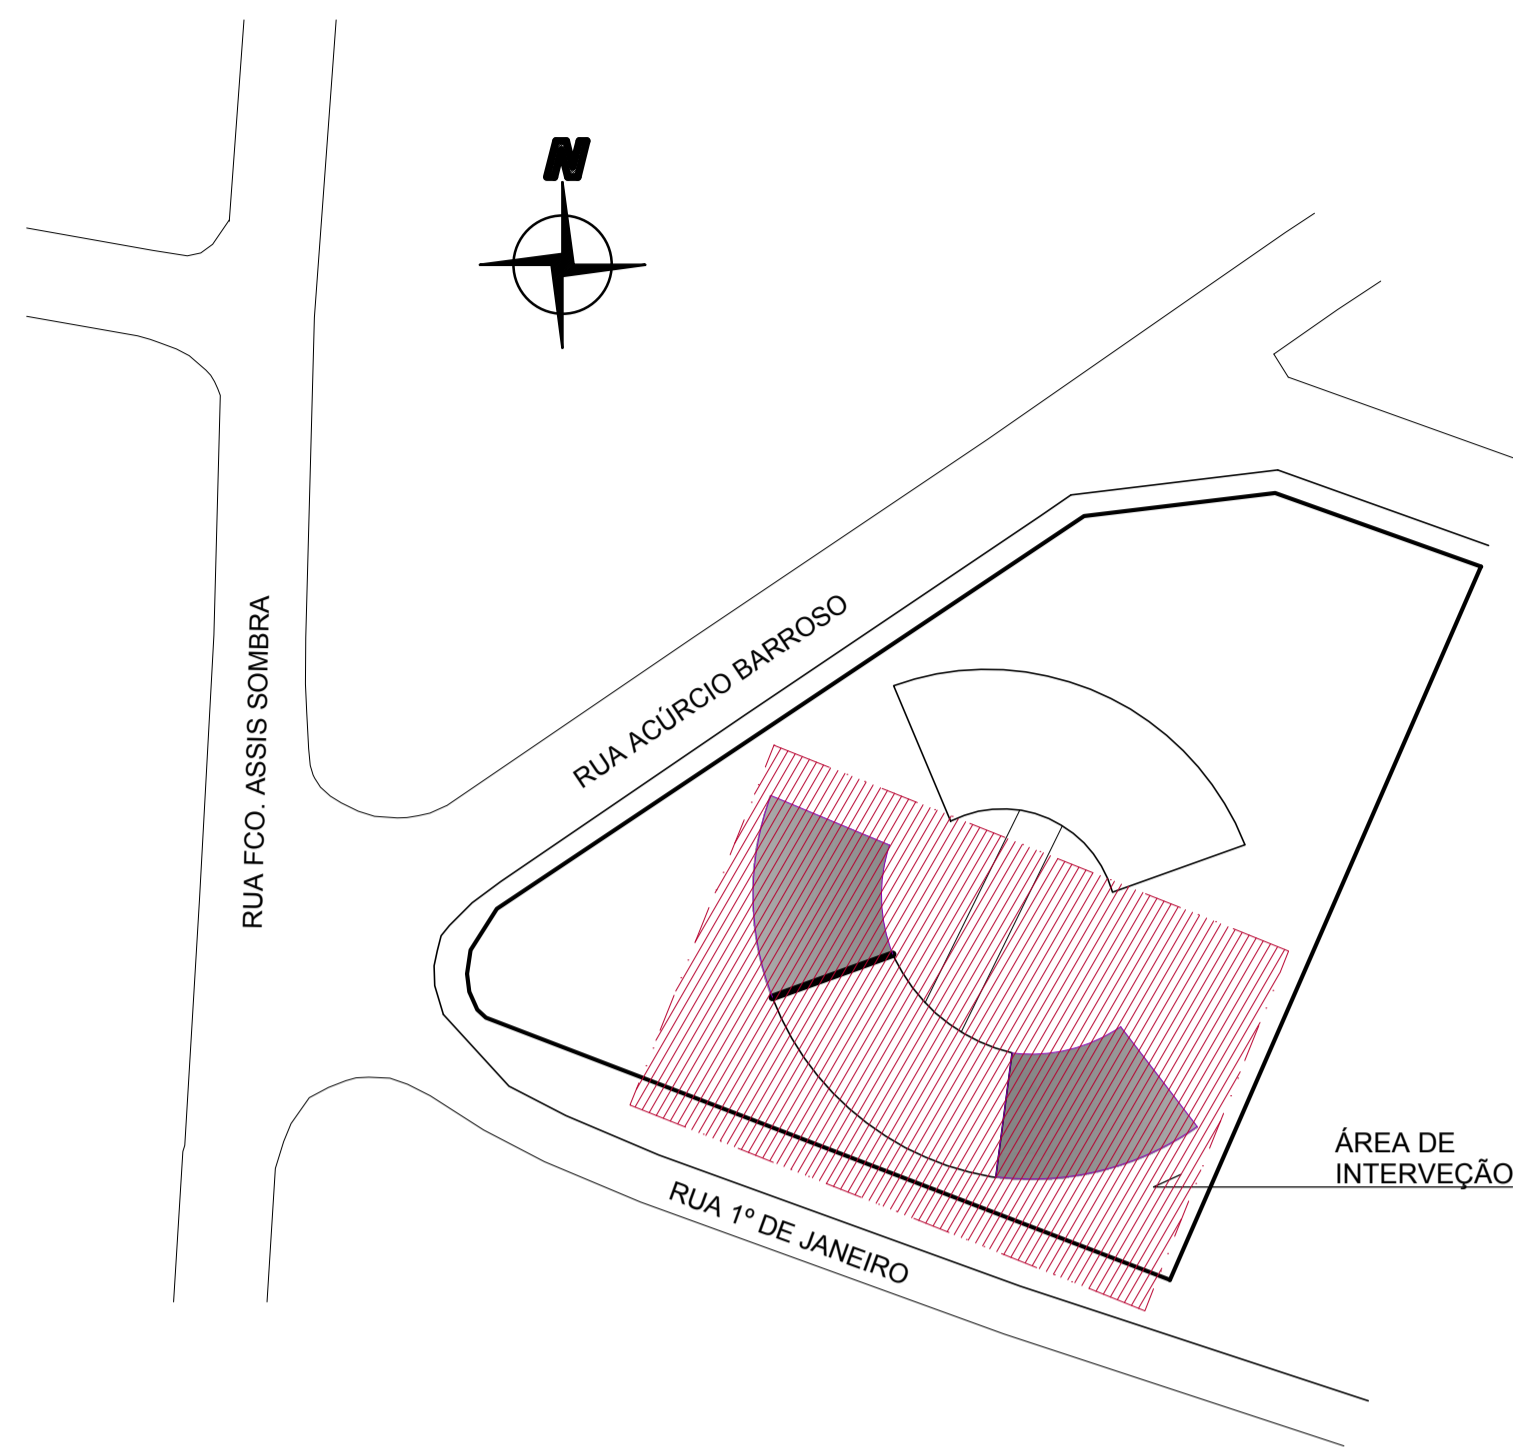 N
RUA ACÚRCIO BARROSO
RUA FCO. ASSIS SOMBRA
ÁREA DE
INTERVEÇÃO
RUA 1º DE JANEIRO